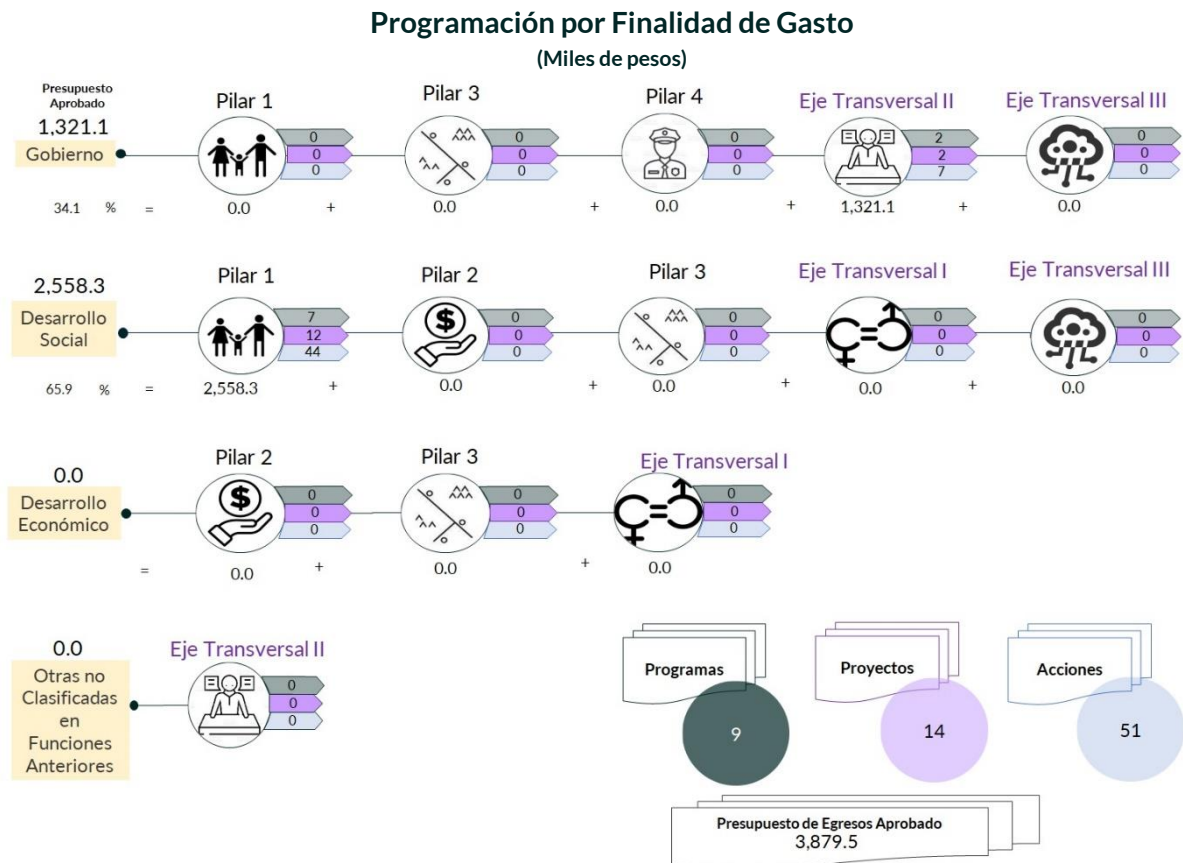 Programación por Finalidad de Gasto
(Miles de pesos)
Presupuesto
Aprobado
1,321.1
Gobierno
Pilar 1
0
0
0
Pilar 3
0
0
0
Pilar 4
0
0
0
Eje Transversal II
2
2
7
Eje Transversal III
0
0
0
34.1 % = 0.0 + 0.0 + 0.0 + 1,321.1 + 0.0
2,558.3
Desarrollo
Social
Pilar 1
7
12
44
Pilar 2
0
0
0
Pilar 3
0
0
0
Eje Transversal I
0
0
0
Eje Transversal III
0
0
0
65.9 % = 2,558.3 + 0.0 + 0.0 + 0.0 + 0.0
0.0
Desarrollo
Económico
Pilar 2
0
0
0
Pilar 3
0
0
0
Eje Transversal I
0
0
0
= 0.0 + 0.0 + 0.0
0.0
Otras no
Clasificadas
en
Funciones
Anteriores
Eje Transversal II
0
0
0
Programas
9
Proyectos
14
Acciones
51
Presupuesto de Egresos Aprobado
3,879.5